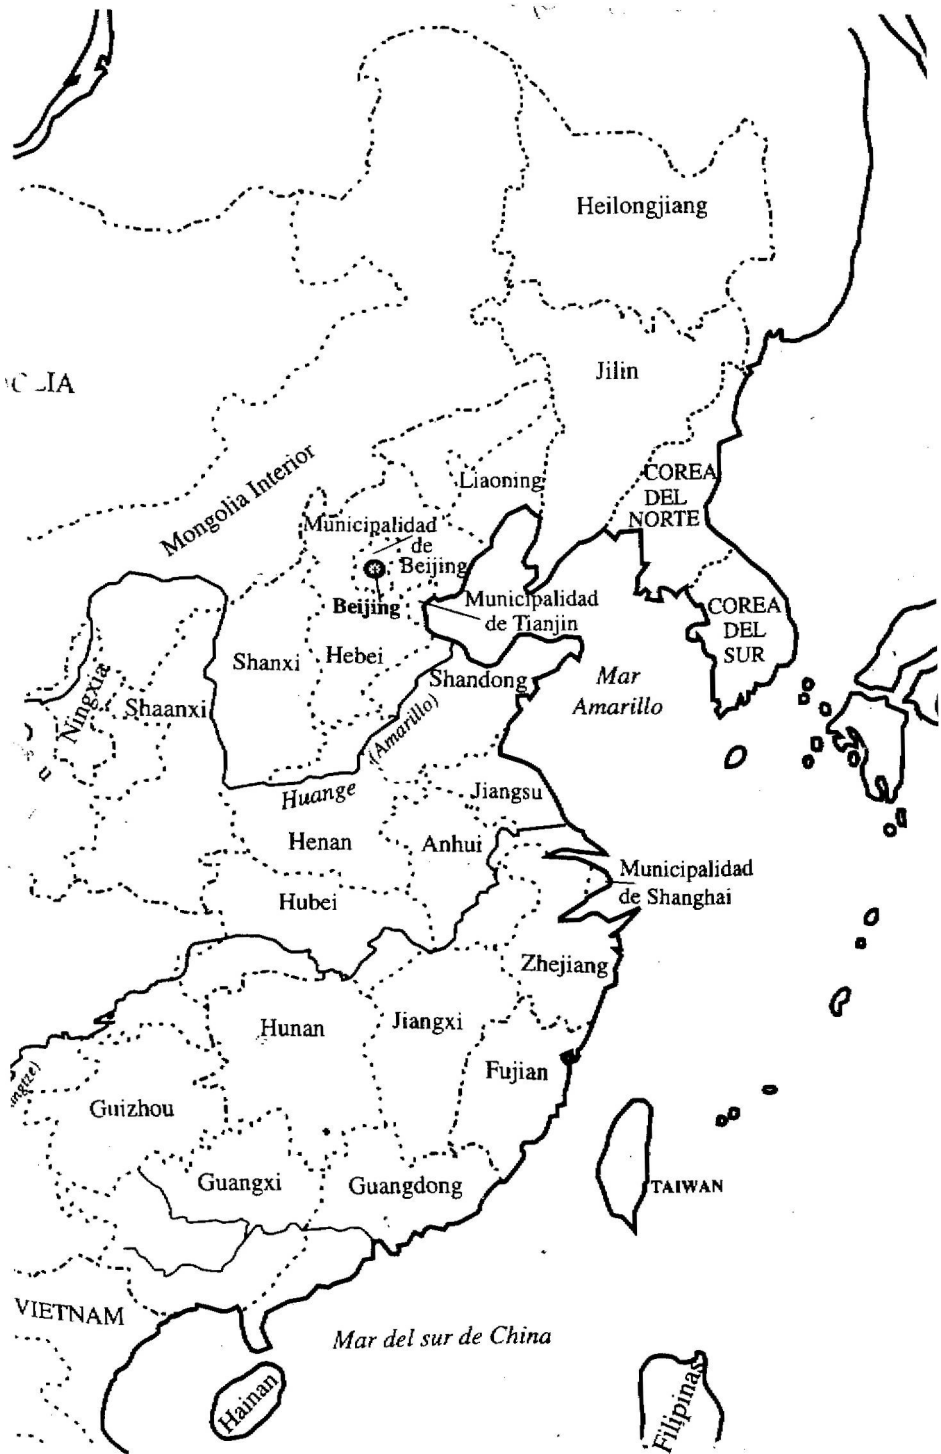 Heilongjiang
Jilin
Mongolia Interior
Liaoning
COREA
DEL
NORTE
Municipalidad
de
Beijing
Beijing
Municipalidad
de Tianjin
COREA
DEL
SUR
Ningxia
Shaanxi
Shanxi
Hebei
Shandong
Mar
Amarillo
(Amarillo)
Huange
Jiangsu
Henan
Anhui
Municipalidad
de Shanghai
Hubei
Zhejiang
Hunan
Jiangxi
Fujian
Guizhou
Guangxi
Guangdong
TAIWAN
VIETNAM
Mar del sur de China
Hainan
Filipinas